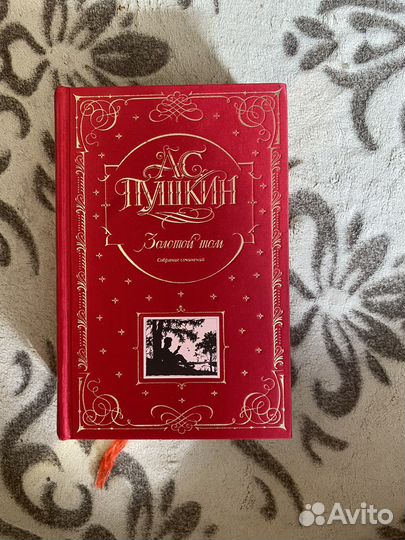 А.С.
ПУШКИН
Золотой том
Собрание сочинений
Avito